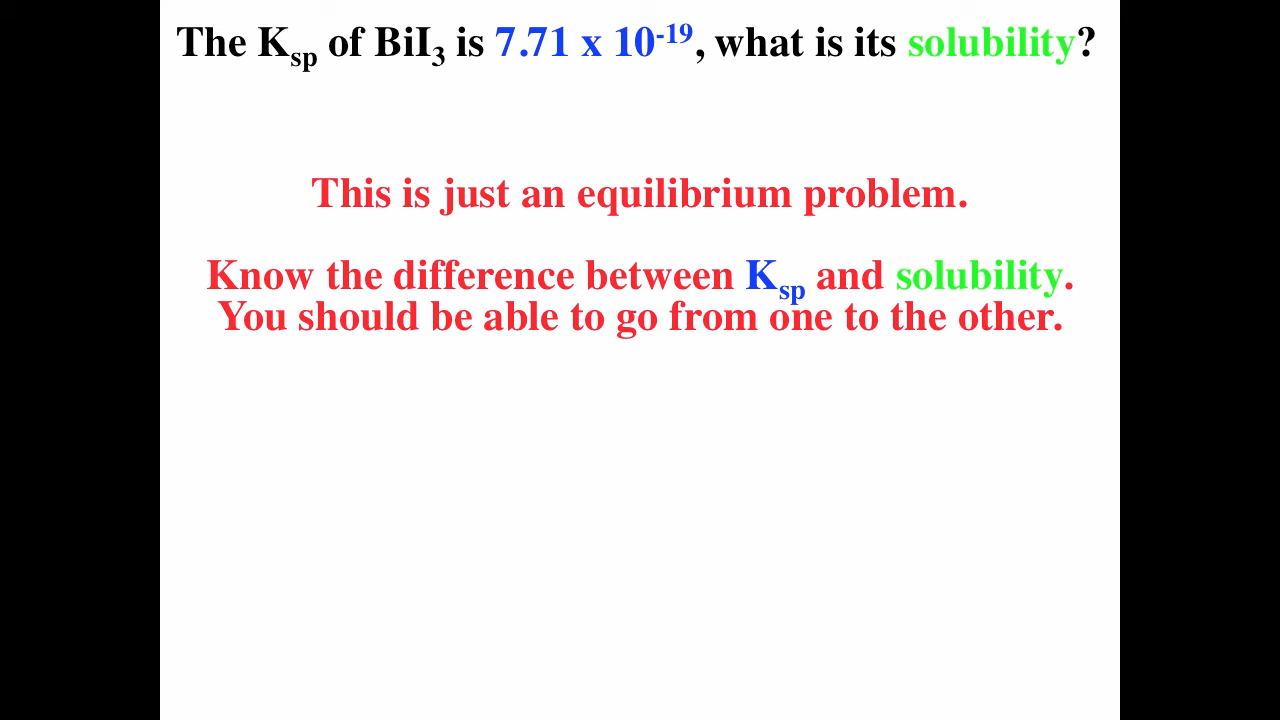 The Ksp of BiI3 is 7.71 x 10-19, what is its solubility?
This is just an equilibrium problem.
Know the difference between Ksp and solubility.
You should be able to go from one to the other.